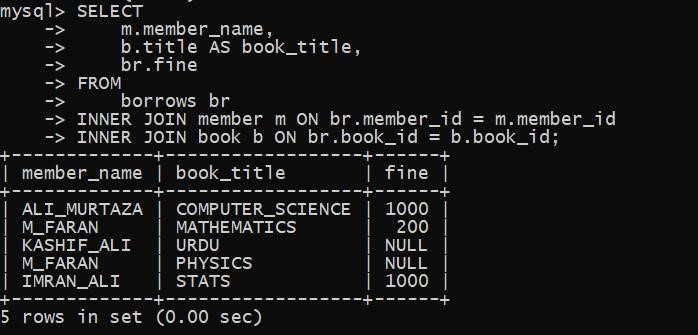 mysql> SELECT
    ->     m.member_name,
    ->     b.title AS book_title,
    ->     br.fine
    -> FROM
    ->     borrows br
    -> INNER JOIN member m ON br.member_id = m.member_id
    -> INNER JOIN book b ON br.book_id = b.book_id;
+-------------+------------------+------+
| member_name | book_title       | fine |
+-------------+------------------+------+
| ALI_MURTAZA | COMPUTER_SCIENCE | 1000 |
| M_FARAN     | MATHEMATICS      |  200 |
| KASHIF_ALI  | URDU             | NULL |
| M_FARAN     | PHYSICS          | NULL |
| IMRAN_ALI   | STATS            | 1000 |
+-------------+------------------+------+
5 rows in set (0.00 sec)